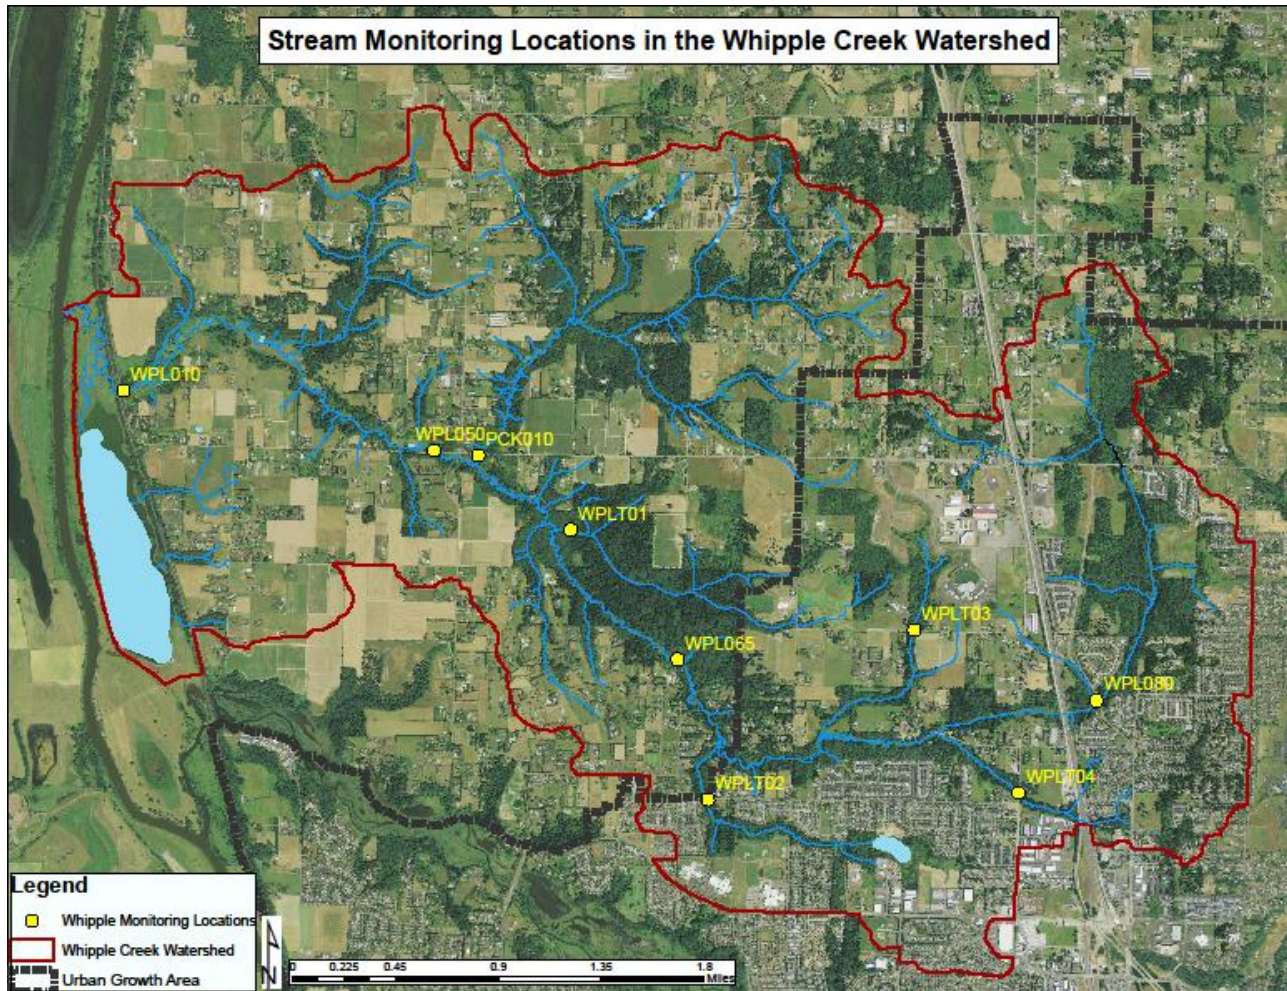 Stream Monitoring Locations in the Whipple Creek Watershed
WPL010
WPL050
PCK010
WPLT01
WPLT03
WPL065
WPL080
WPLT02
WPLT04
Legend
Whipple Monitoring Locations
Whipple Creek Watershed
Urban Growth Area
N
0 0.225 0.45 0.9 1.35 1.8
Miles